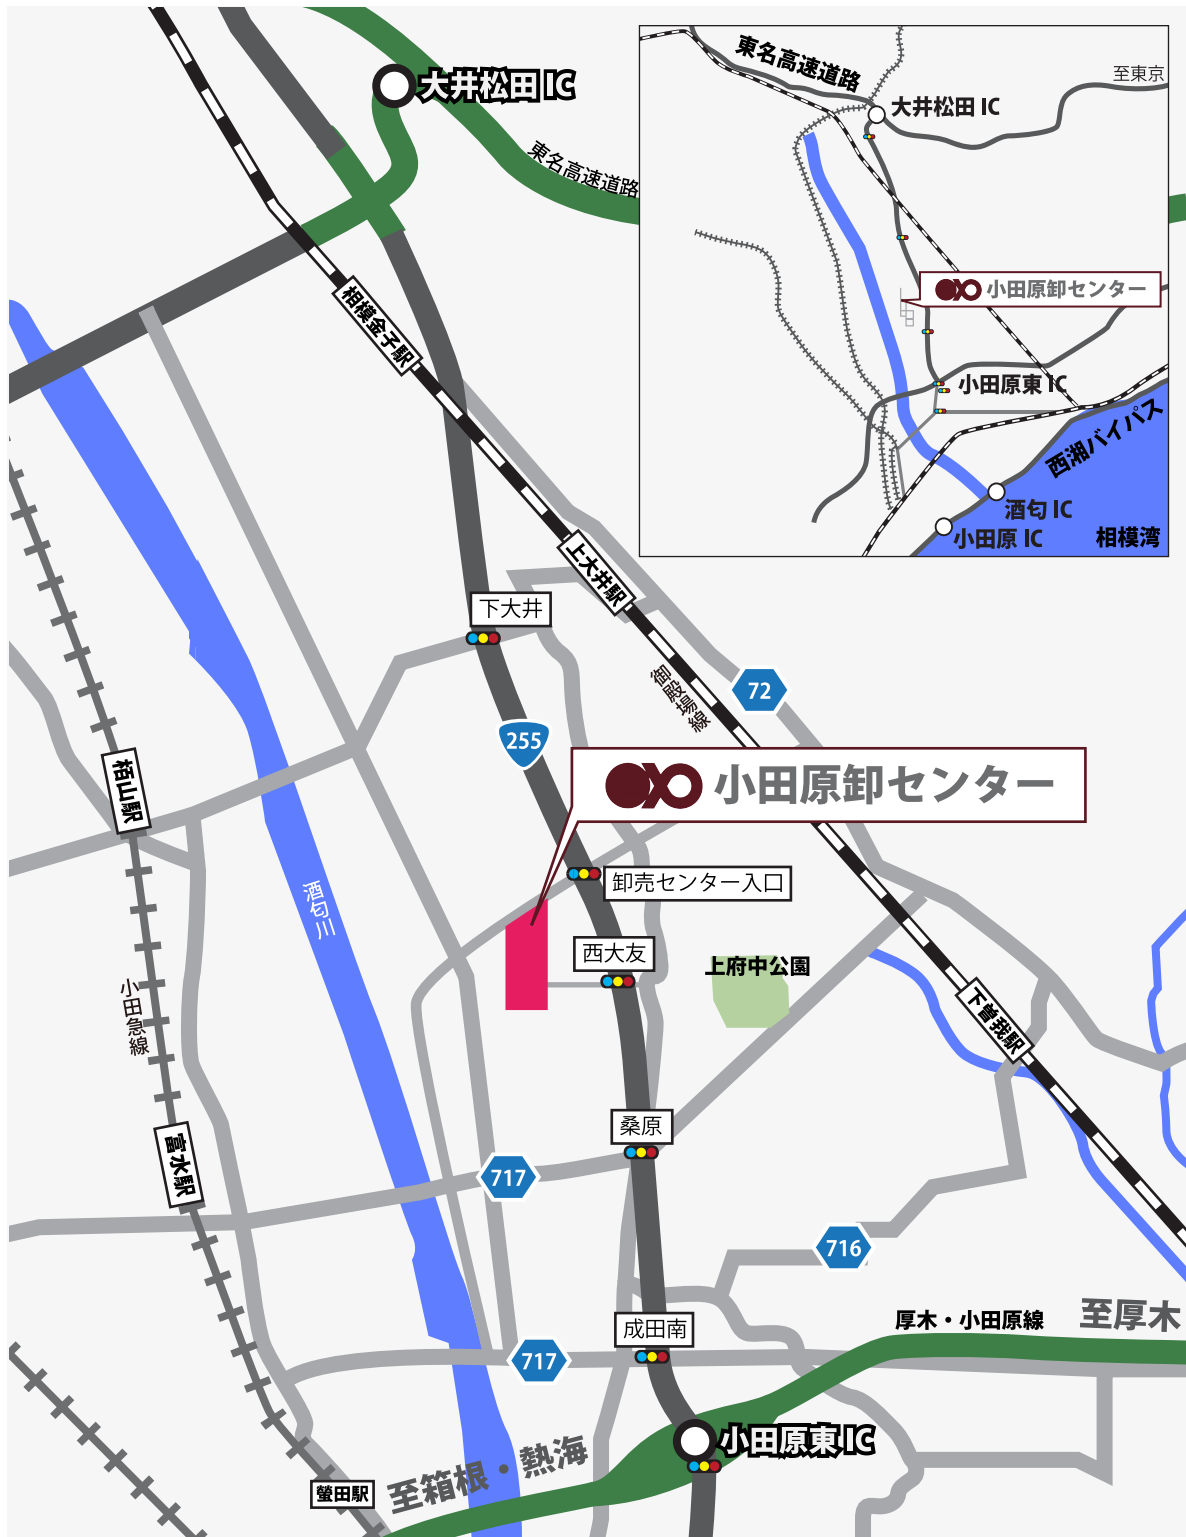 大井松田 IC
東名高速道路
東名高速道路
至東京
大井松田 IC
小田原卸センター
小田原東 IC
西湘バイパス
酒匂 IC
小田原 IC
相模湾
相模金子駅
上大井駅
下大井
72
御殿場線
255
小田原卸センター
栢山駅
卸売センター入口
酒匂川
西大友
上府中公園
小田急線
下曽我駅
桑原
富水駅
717
716
至厚木
厚木・小田原線
成田南
717
小田原東 IC
至箱根・熱海
螢田駅